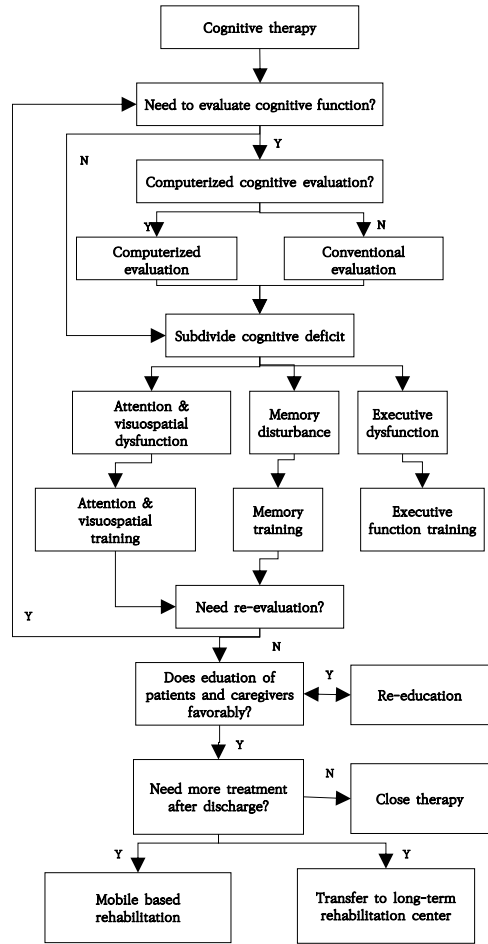 Cognitive therapy
Need to evaluate cognitive function?
N
Y
Computerized cognitive evaluation?
Y
N
Computerized
evaluation
Conventional
evaluation
Subdivide cognitive deficit
Attention &
visuospatial
dysfunction
Memory
disturbance
Executive
dysfunction
Attention &
visuospatial
training
Memory
training
Executive
function training
Need re-evaluation?
Y
N
Does eduation of
patients and caregivers
favorably?
Y
Re-education
Y
Need more treatment
after discharge?
N
Close therapy
Y
Y
Mobile based
rehabilitation
Transfer to long-term
rehabilitation center